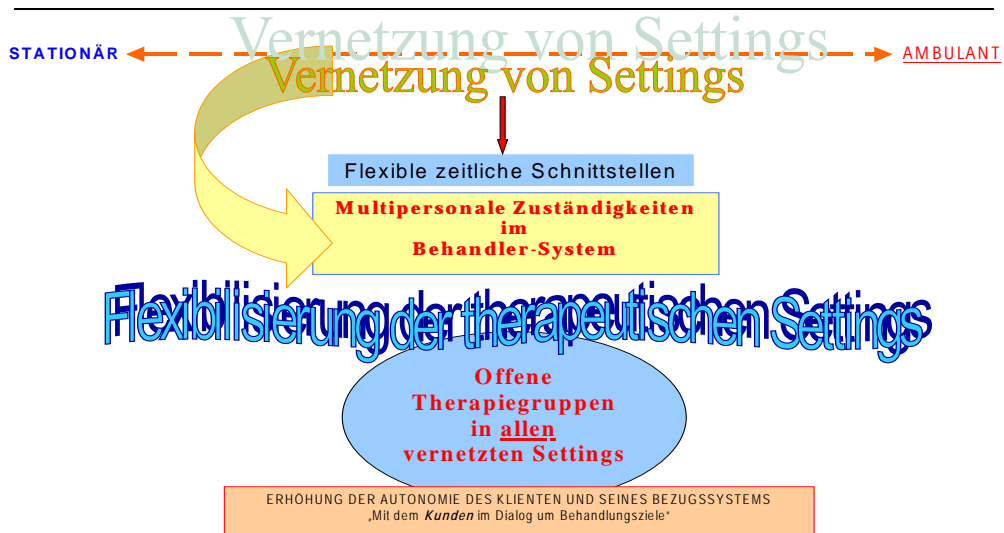 Vernetzung von Settings
STATIONÄR AMBULANT
Vernetzung von Settings
Flexible zeitliche Schnittstellen
Multipersonale Zuständigkeiten
im
Behandler-System
Flexibilisierung der therapeutischen Settings
Offene
Therapiegruppen
in allen
vernetzten Settings
ERHÖHUNG DER AUTONOMIE DES KLIENTEN UND SEINES BEZUGSSYSTEMS
„Mit dem Kunden im Dialog um Behandlungsziele“